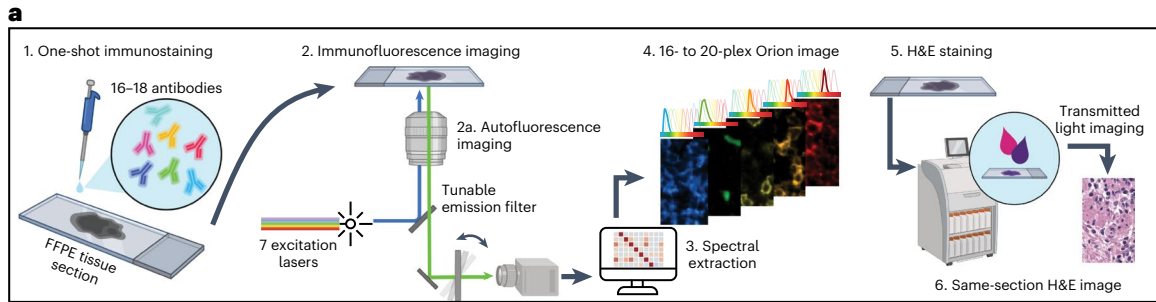 a
1. One-shot immunostaining
16–18 antibodies
FFPE tissue
section
2. Immunofluorescence imaging
2a. Autofluorescence
imaging
Tunable
emission filter
7 excitation
lasers
3. Spectral
extraction
4. 16- to 20-plex Orion image
5. H&E staining
Transmitted
light imaging
6. Same-section H&E image